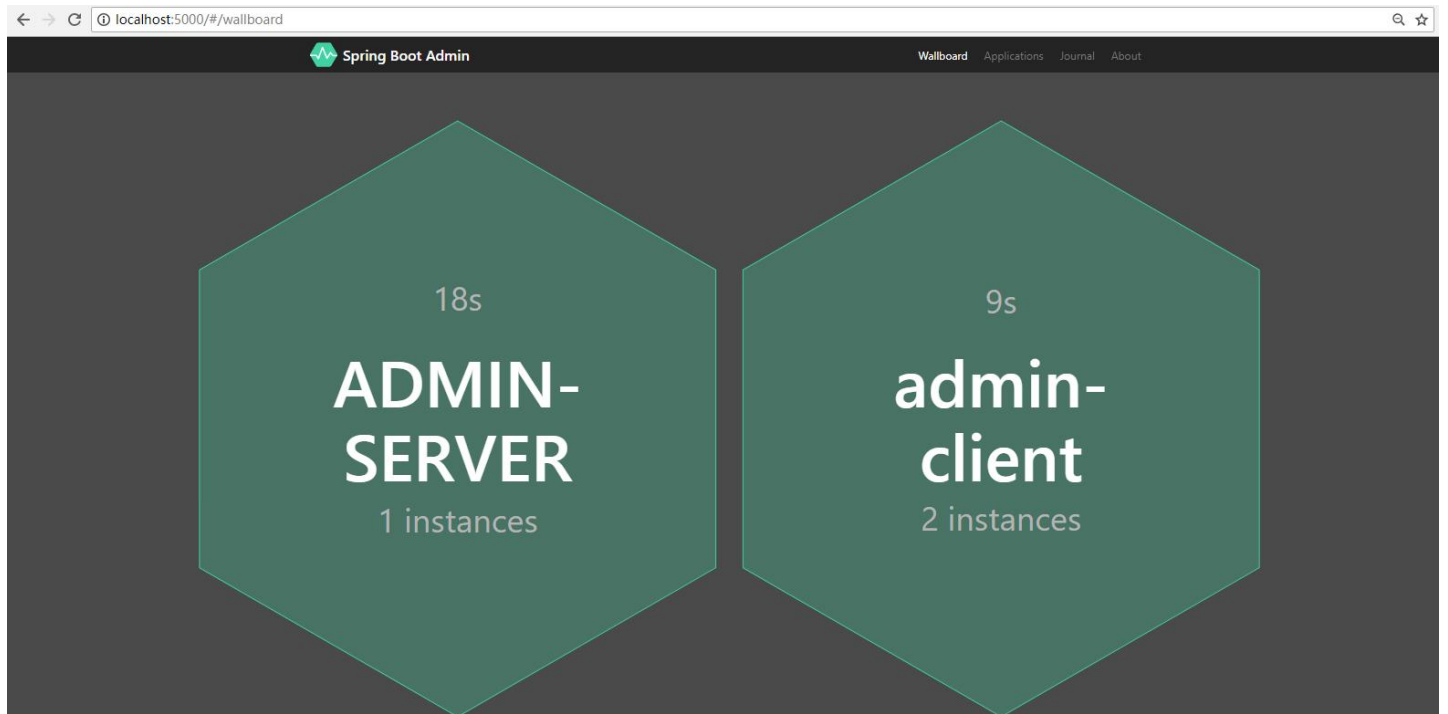 localhost:5000/#/wallboard
Spring Boot Admin
Wallboard Applications Journal About
18s
ADMIN-
SERVER
1 instances
9s
admin-
client
2 instances